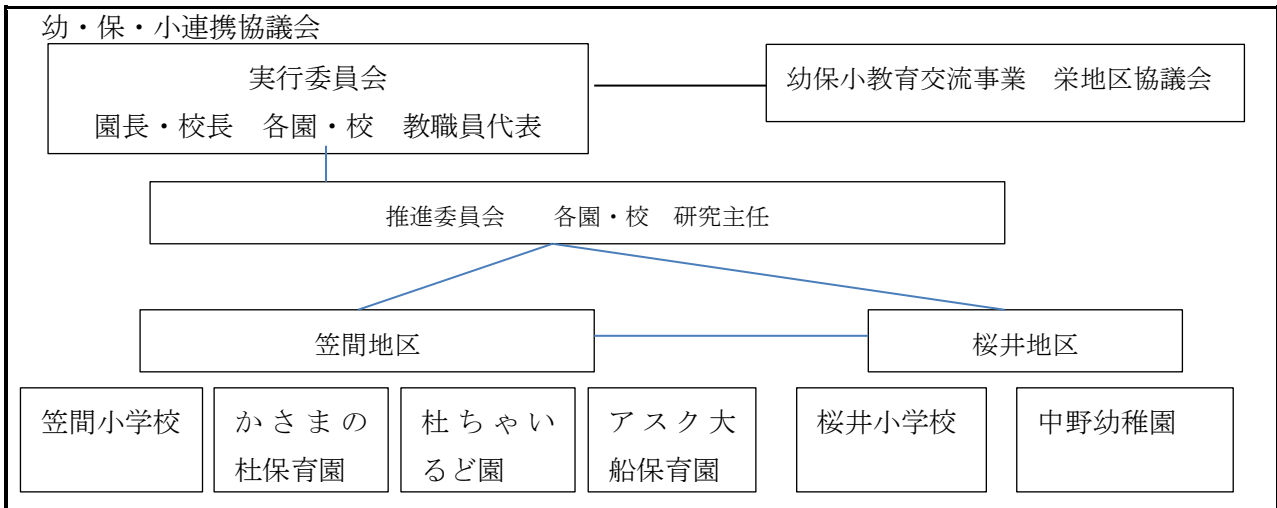 幼・保・小連携協議会
実行委員会
園長・校長　各園・校　教職員代表
幼保小教育交流事業　栄地区協議会
推進委員会　　各園・校　研究主任
笠間地区
桜井地区
笠間小学校
かさまの
杜保育園
杜ちゃい
るど園
アスク大
船保育園
桜井小学校
中野幼稚園